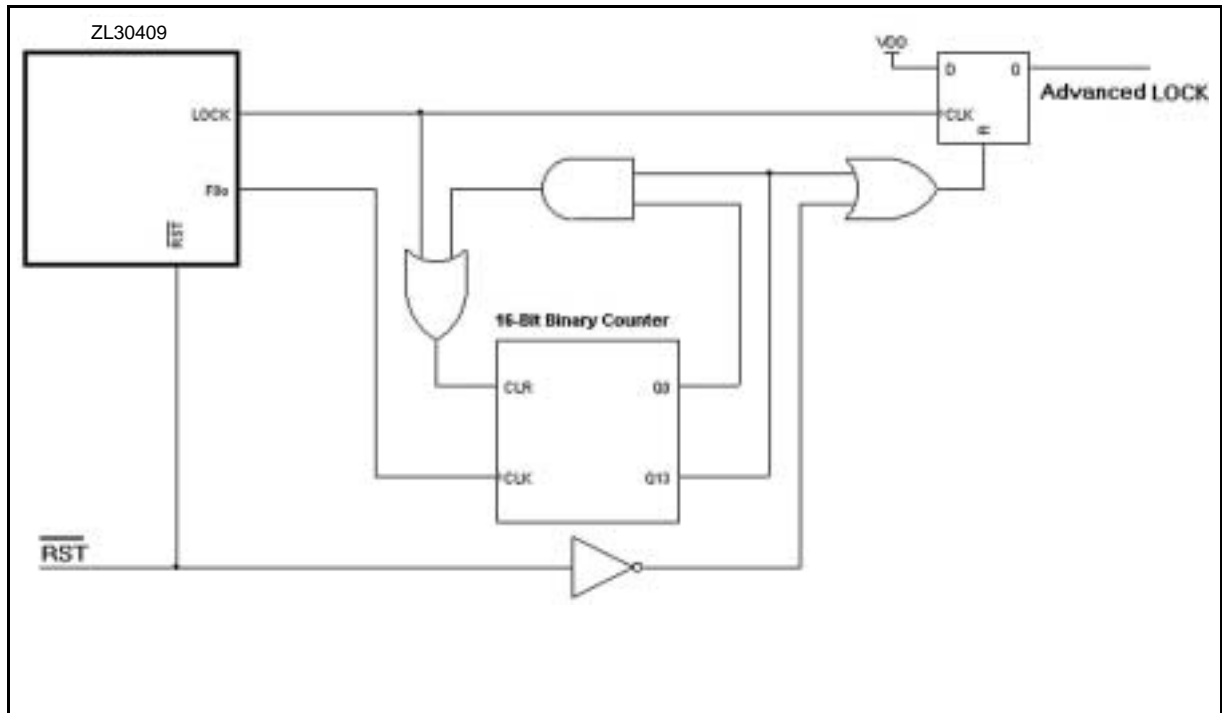 ZL30409
VDD
D Q
Advanced LOCK
LOCK
CLK
R
F8o
RST
16-Bit Binary Counter
CLR Q3
CLK Q13
RST